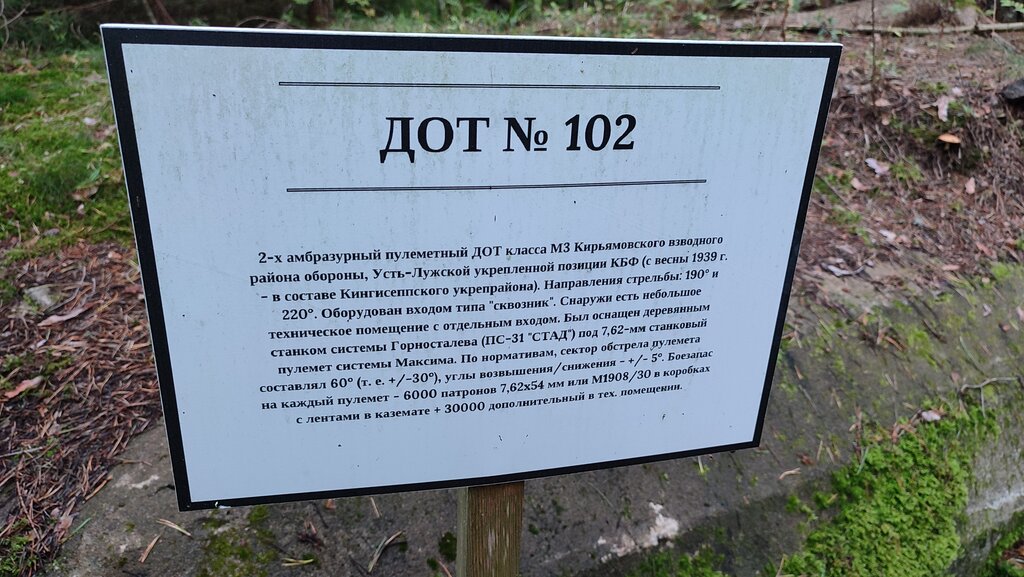 ДОТ № 102
2-х амбразурный пулеметный ДОТ класса М3 Кирьямовского взводного
района обороны, Усть-Лужской укрепленной позиции КБФ (с весны 1939 г.
- в составе Кингисеппского укрепрайона). Направления стрельбы: 190° и
220°. Оборудован входом типа "сквозник". Снаружи есть небольшое
техническое помещение с отдельным входом. Был оснащен деревянным
станком системы Горносталева (ПС-31 "СТАД") под 7,62-мм станковый
пулемет системы Максима. По нормативам, сектор обстрела пулемета
составлял 60° (т. е. +/-30°), углы возвышения/снижения - +/- 5°. Боезапас
на каждый пулемет - 6000 патронов 7,62х54 мм или М1908/30 в коробках
с лентами в каземате + 30000 дополнительный в тех. помещении.